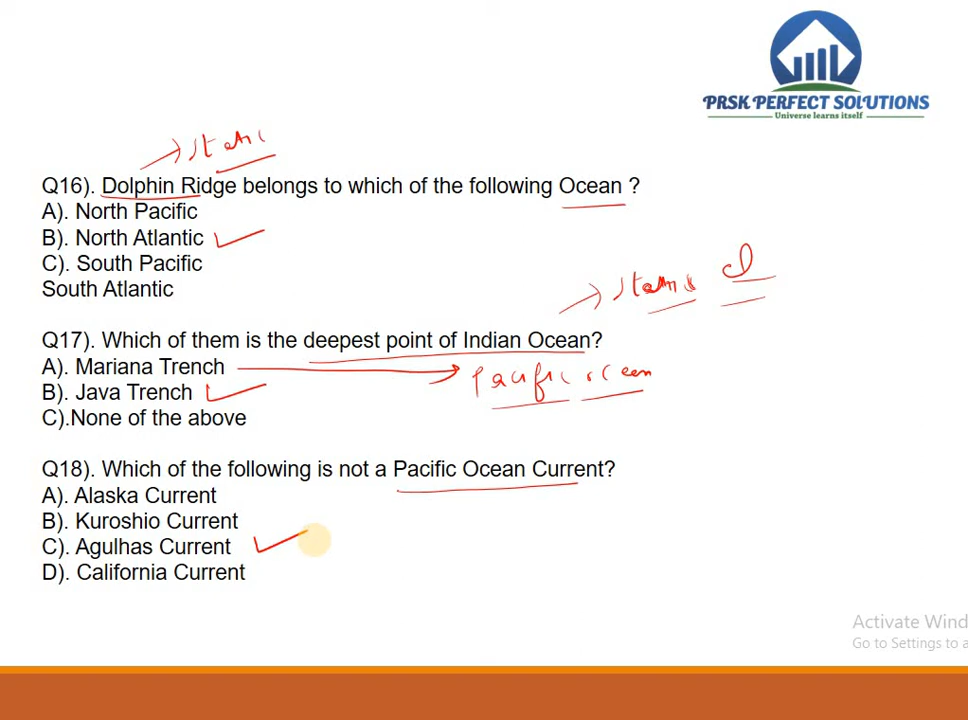 PRSK PERFECT SOLUTIONS
Universe learns itself
Q16). Dolphin Ridge belongs to which of the following Ocean ?
A). North Pacific
B). North Atlantic
C). South Pacific
South Atlantic
Q17). Which of them is the deepest point of Indian Ocean?
A). Mariana Trench
pacific ocean
B). Java Trench
C).None of the above
Q18). Which of the following is not a Pacific Ocean Current?
A). Alaska Current
B). Kuroshio Current
C). Agulhas Current
D). California Current
Activate Wind
Go to Settings to a